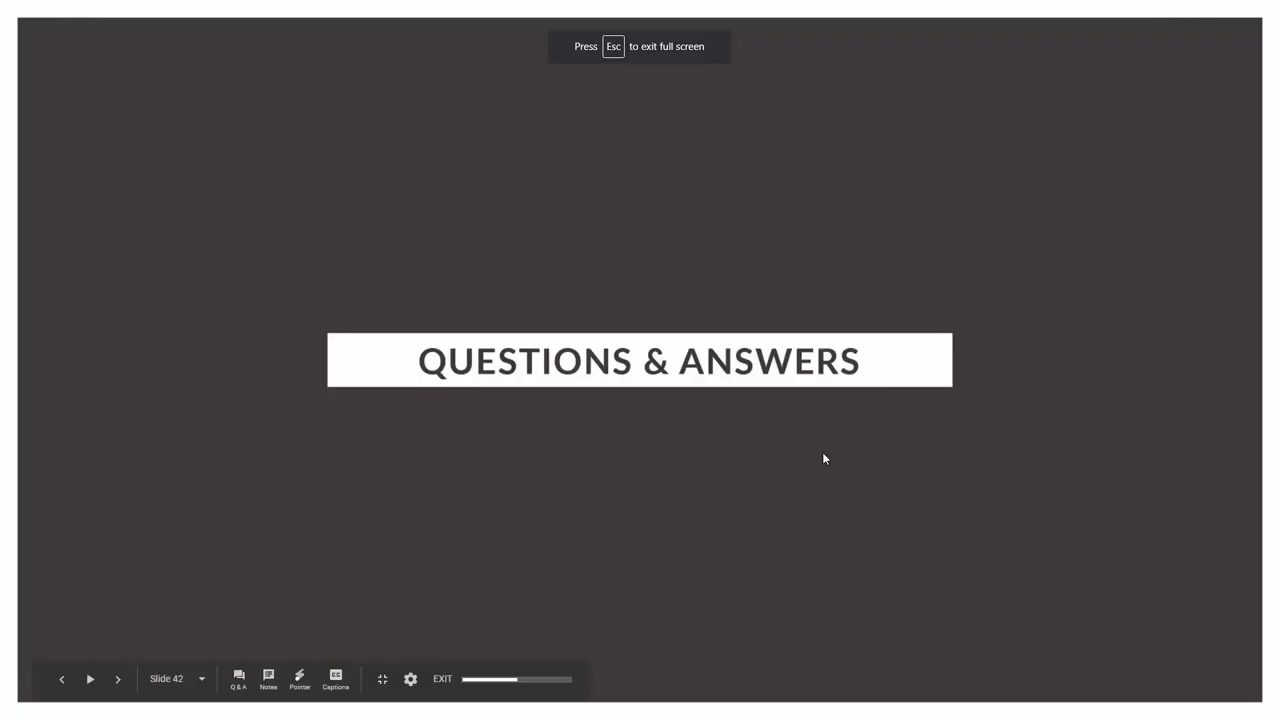 Press Esc to exit full screen
QUESTIONS & ANSWERS
Slide 42
Q & A
Notes
Pointer
CC
Captions
EXIT